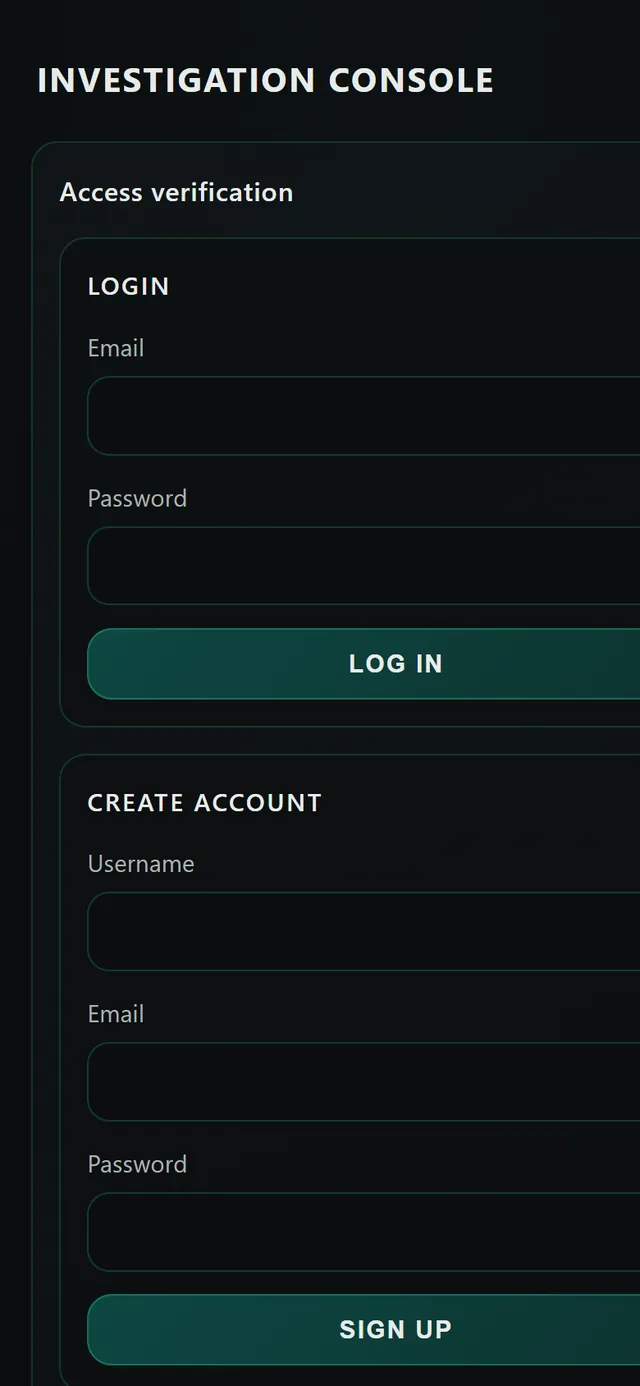 INVESTIGATION CONSOLE
Access verification
LOGIN
Email
Password
LOG IN
CREATE ACCOUNT
Username
Email
Password
SIGN UP